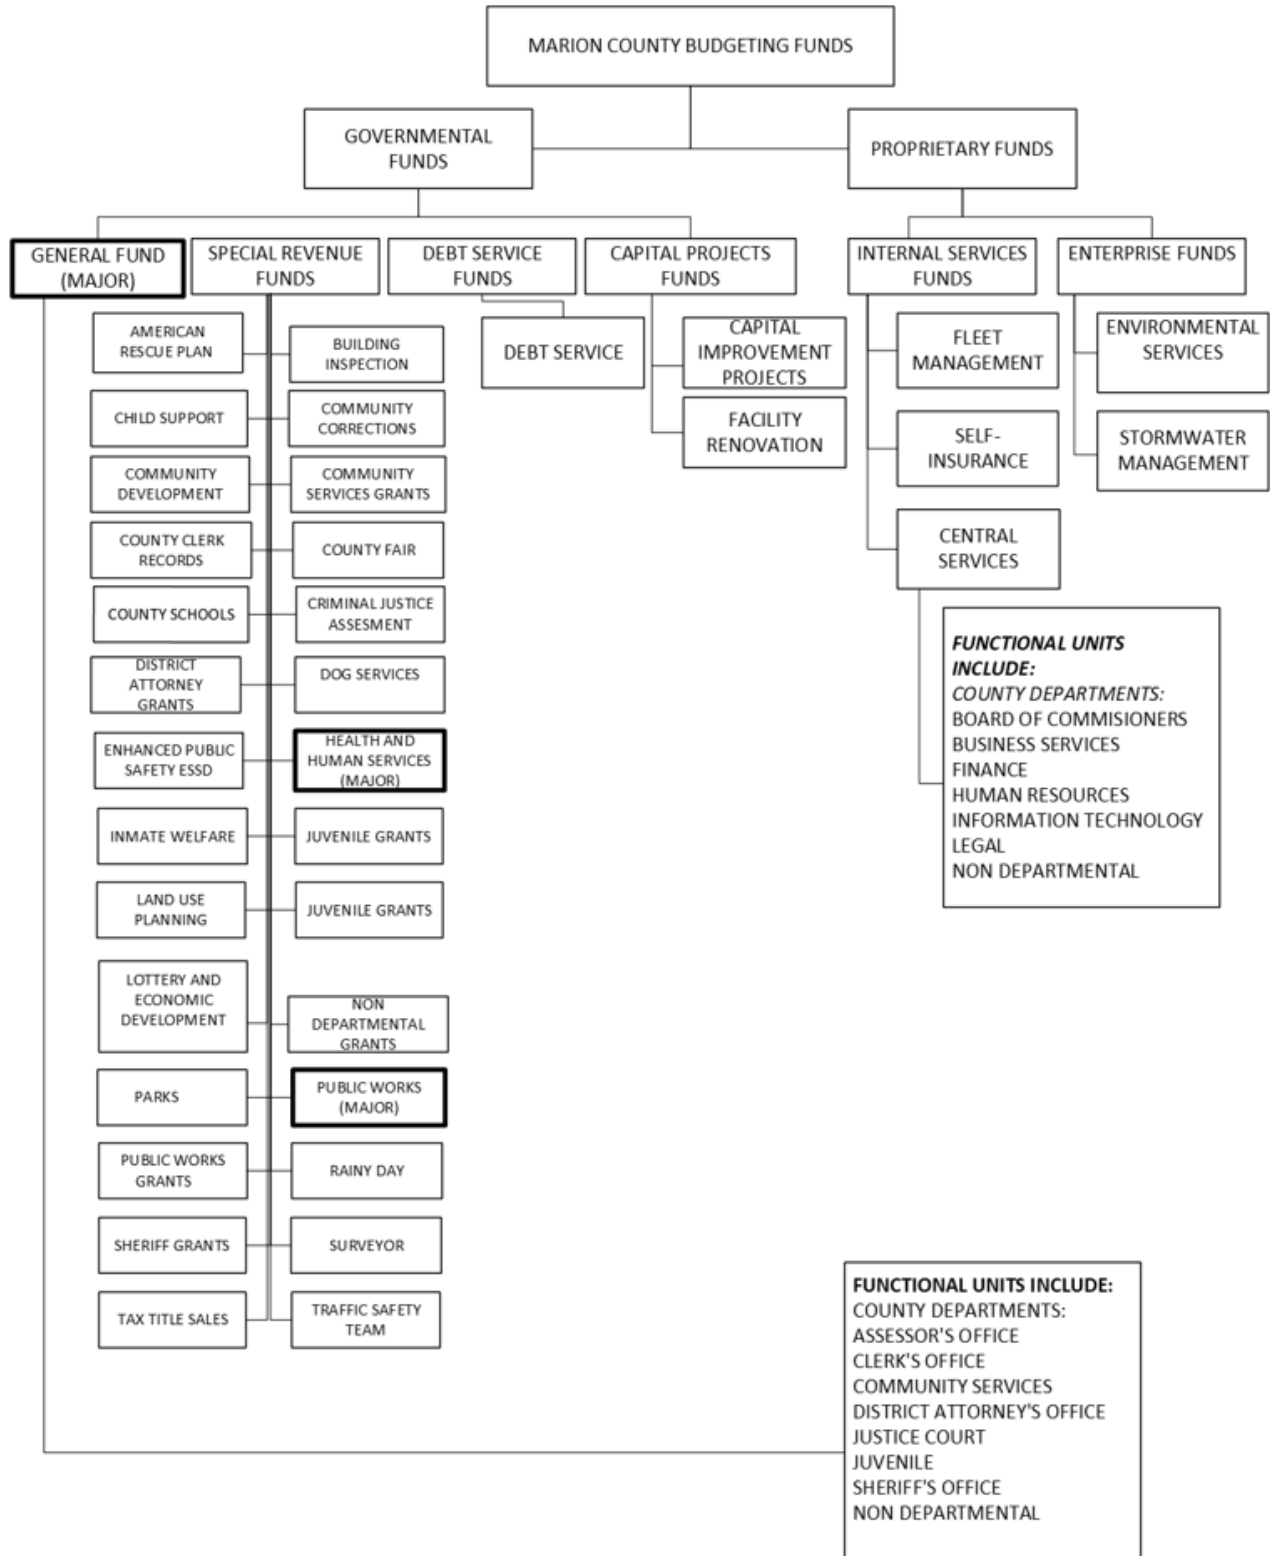 MARION COUNTY BUDGETING FUNDS
GOVERNMENTAL
FUNDS
PROPRIETARY FUNDS
GENERAL FUND
(MAJOR)
SPECIAL REVENUE
FUNDS
DEBT SERVICE
FUNDS
CAPITAL PROJECTS
FUNDS
INTERNAL SERVICES
FUNDS
ENTERPRISE FUNDS
AMERICAN
RESCUE PLAN
BUILDING
INSPECTION
CHILD SUPPORT
COMMUNITY
CORRECTIONS
COMMUNITY
DEVELOPMENT
COMMUNITY
SERVICES GRANTS
COUNTY CLERK
RECORDS
COUNTY FAIR
COUNTY SCHOOLS
CRIMINAL JUSTICE
ASSESMENT
DISTRICT
ATTORNEY
GRANTS
DOG SERVICES
ENHANCED PUBLIC
SAFETY ESSD
HEALTH AND
HUMAN SERVICES
(MAJOR)
INMATE WELFARE
JUVENILE GRANTS
LAND USE
PLANNING
JUVENILE GRANTS
LOTTERY AND
ECONOMIC
DEVELOPMENT
NON
DEPARTMENTAL
GRANTS
PARKS
PUBLIC WORKS
(MAJOR)
PUBLIC WORKS
GRANTS
RAINY DAY
SHERIFF GRANTS
SURVEYOR
TAX TITLE SALES
TRAFFIC SAFETY
TEAM
DEBT SERVICE
CAPITAL
IMPROVEMENT
PROJECTS
FACILITY
RENOVATION
FLEET
MANAGEMENT
SELF-
INSURANCE
CENTRAL
SERVICES
FUNCTIONAL UNITS
INCLUDE:
COUNTY DEPARTMENTS:
BOARD OF COMMISIONERS
BUSINESS SERVICES
FINANCE
HUMAN RESOURCES
INFORMATION TECHNOLOGY
LEGAL
NON DEPARTMENTAL
ENVIRONMENTAL
SERVICES
STORMWATER
MANAGEMENT
FUNCTIONAL UNITS INCLUDE:
COUNTY DEPARTMENTS:
ASSESSOR'S OFFICE
CLERK'S OFFICE
COMMUNITY SERVICES
DISTRICT ATTORNEY'S OFFICE
JUSTICE COURT
JUVENILE
SHERIFF'S OFFICE
NON DEPARTMENTAL